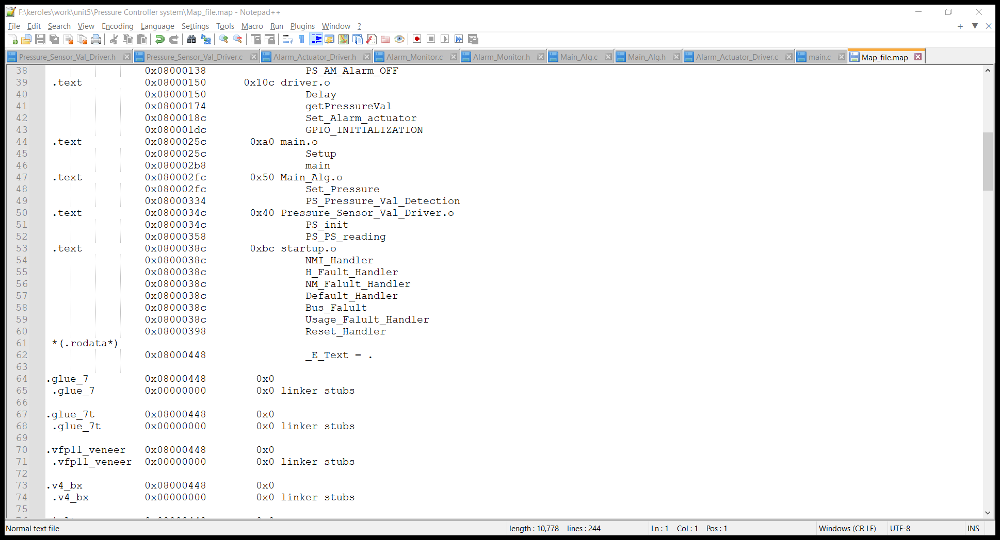 F:\keroles\work\unit5\Pressure Controller system\Map_file.map - Notepad++
File Edit Search View Encoding Language Settings Tools Macro Run Plugins Window ?
Pressure_Sensor_Val_Driver.h Pressure_Sensor_Val_Driver.c Alarm_Actuator_Driver.h Alarm_Monitor.c Alarm_Monitor.h Main_Alg.c Main_Alg.h Alarm_Actuator_Driver.c main.c Map_file.map
38 0x08000138 PS_AM_Alarm_OFF
39 .text 0x08000150 0x10c driver.o
40 0x08000150 Delay
41 0x08000174 getPressureVal
42 0x0800018c Set_Alarm_actuator
43 0x080001dc GPIO_INITIALIZATION
44 .text 0x0800025c 0xa0 main.o
45 0x0800025c Setup
46 0x080002b8 main
47 .text 0x080002fc 0x50 Main_Alg.o
48 0x080002fc Set_Pressure
49 0x08000334 PS_Pressure_Val_Detection
50 .text 0x0800034c 0x40 Pressure_Sensor_Val_Driver.o
51 0x0800034c PS_init
52 0x08000358 PS_PS_reading
53 .text 0x0800038c 0xbc startup.o
54 0x0800038c NMI_Handler
55 0x0800038c H_Fault_Handler
56 0x0800038c NM_Falult_Handler
57 0x0800038c Default_Handler
58 0x0800038c Bus_Falult
59 0x0800038c Usage_Falult_Handler
60 0x08000398 Reset_Handler
61 *(.rodata*)
62 0x08000448 _E_Text = .
63
64 .glue_7 0x08000448 0x0
65 .glue_7 0x00000000 0x0 linker stubs
66
67 .glue_7t 0x08000448 0x0
68 .glue_7t 0x00000000 0x0 linker stubs
69
70 .vfp11_veneer 0x08000448 0x0
71 .vfp11_veneer 0x00000000 0x0 linker stubs
72
73 .v4_bx 0x08000448 0x0
74 .v4_bx 0x00000000 0x0 linker stubs
75
Normal text file length : 10,778 lines : 244 Ln : 1 Col : 1 Pos : 1 Windows (CR LF) UTF-8 INS